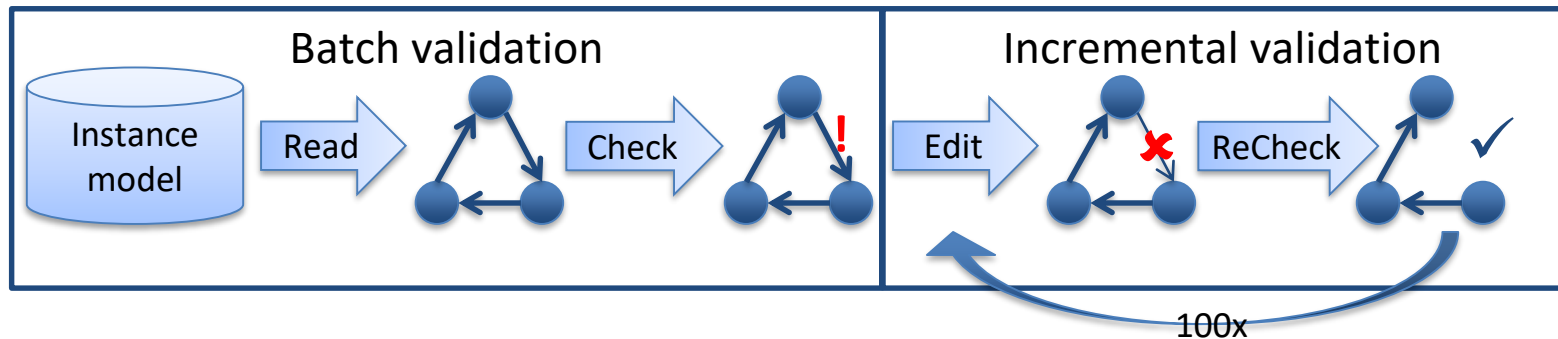 Batch validation
Incremental validation
Instance
model
Read
Check
!
Edit
ReCheck
100x